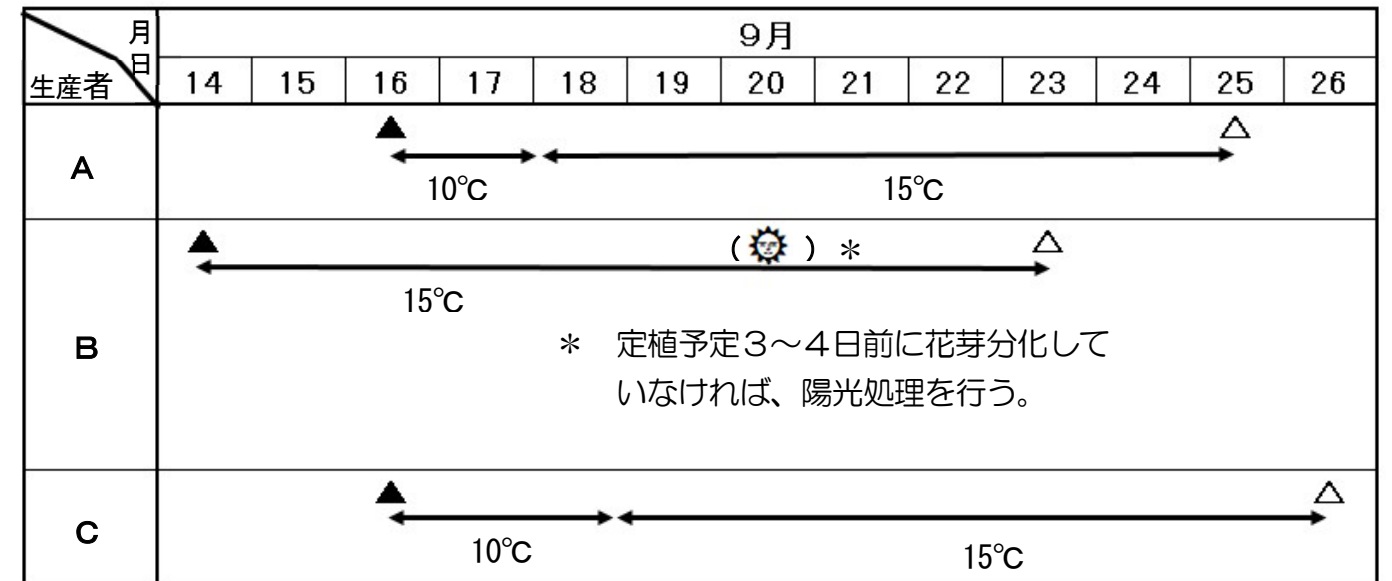 月
9月
日
生産者
14 15 16 17 18 19 20 21 22 23 24 25 26
▲ △
A
10℃ 15℃
▲ ( ) * △
15℃
B
* 定植予定3~4日前に花芽分化して
いなければ、陽光処理を行う。
▲ △
C
10℃ 15℃